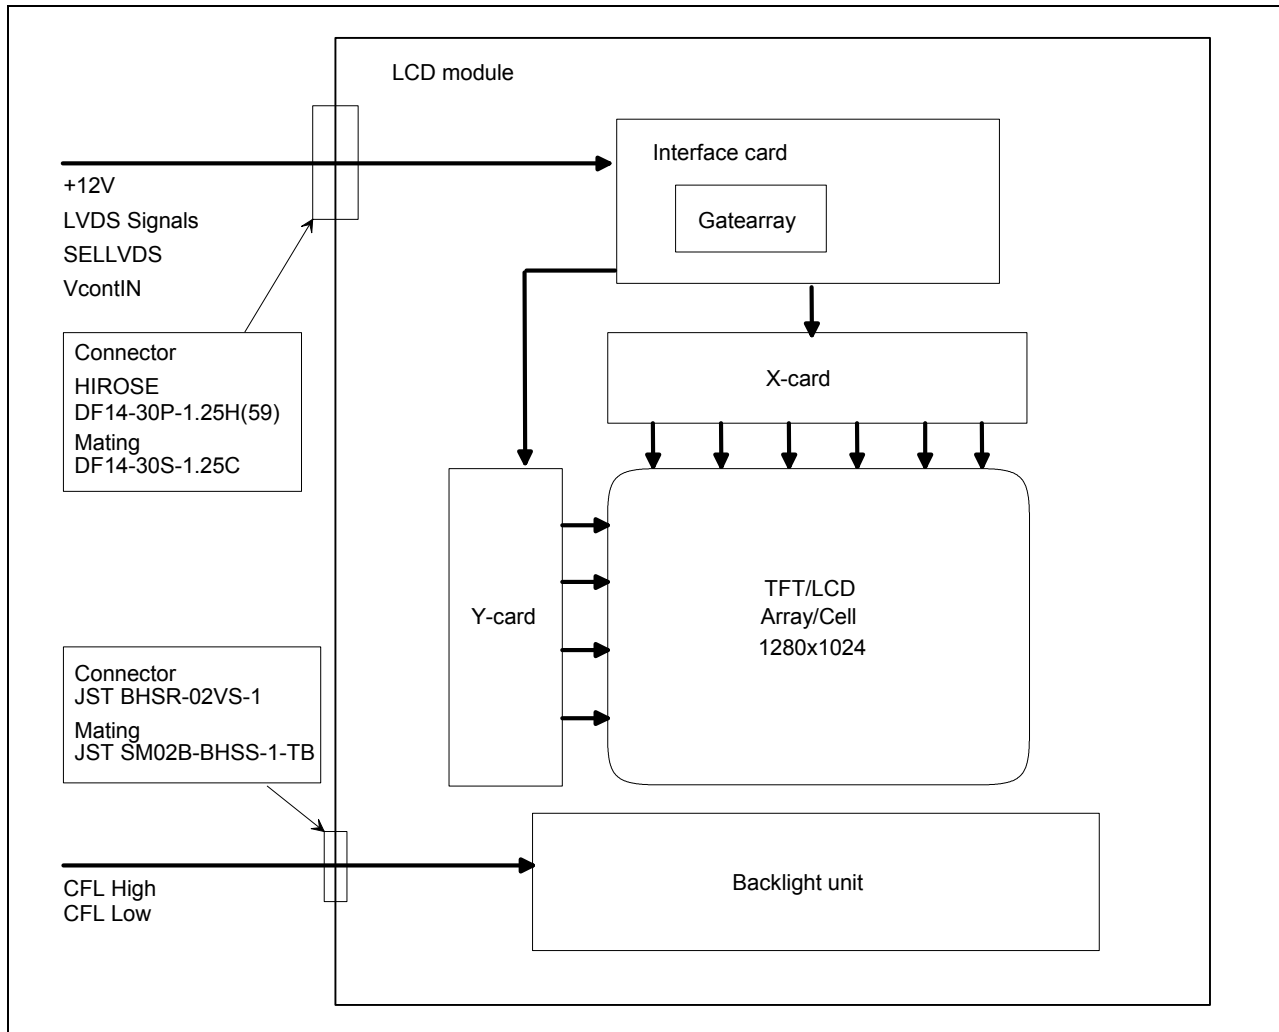 LCD module
Interface card
Gatearray
+12V
LVDS Signals
SELLVDS
VcontIN
Connector
HIROSE
DF14-30P-1.25H(59)
Mating
DF14-30S-1.25C
X-card
Y-card
TFT/LCD
Array/Cell
1280x1024
Connector
JST BHSR-02VS-1
Mating
JST SM02B-BHSS-1-TB
CFL High
CFL Low
Backlight unit